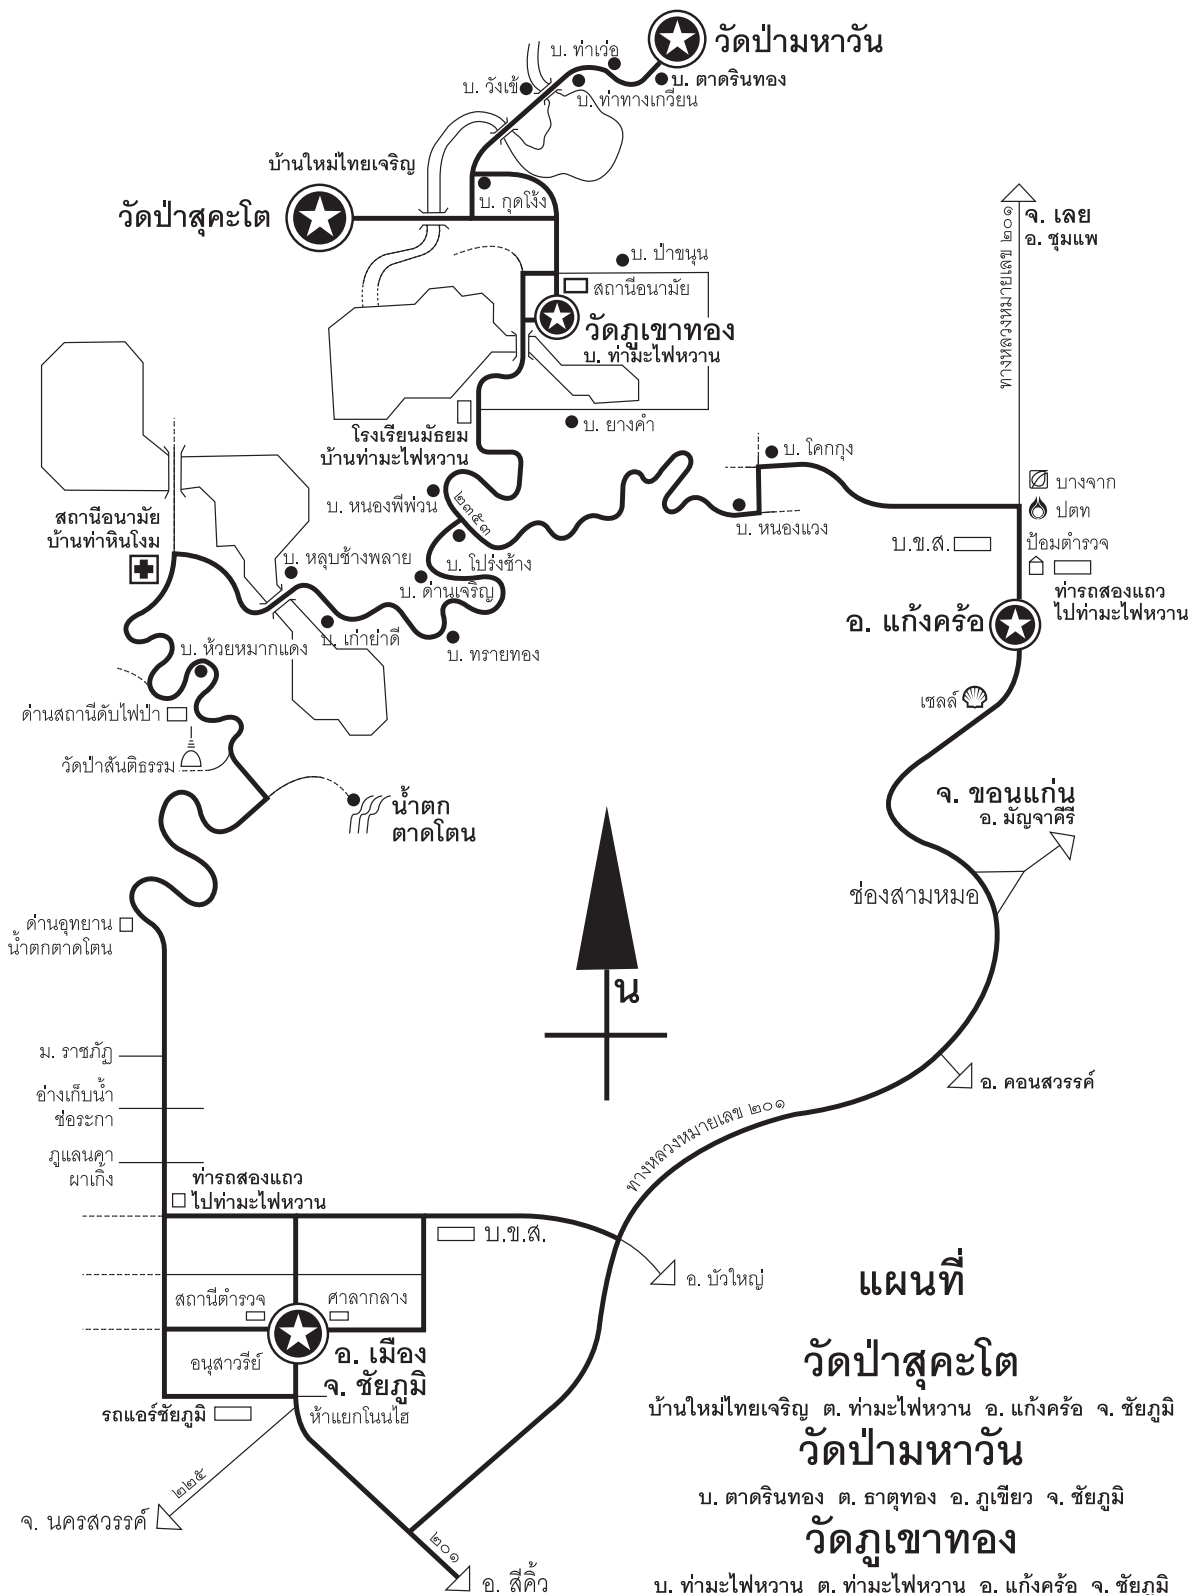 วัดป่ามหาวัน
บ. ท่าเว่อ
บ. ตาดรินทอง
บ. วังเข้
บ. ท่าทางเกวียน
บ้านใหม่ไทยเจริญ
วัดป่าสุคะโต
บ. กุดโง้ง
จ. เลย
อ. ชุมแพ
ทางหลวงหมายเลข ๒๐๑
บ. ป่าขนุน
สถานีอนามัย
วัดภูเขาทอง
บ. ท่ามะไฟหวาน
บ. ยางคำ
โรงเรียนมัธยม
บ้านท่ามะไฟหวาน
บ. โคกกุง
บ. หนองพีพ่วน
๒๓๕๓
บ. หนองแวง
บางจาก
ปตท
สถานีอนามัย
บ้านท่าหินโงม
บ. หลุบช้างพลาย
บ. โปร่งช้าง
บ. ด่านเจริญ
บ.ข.ส.
ป้อมตำรวจ
ท่ารถสองแถว
ไปท่ามะไฟหวาน
อ. แก้งคร้อ
บ. ห้วยหมากแดง
บ. เก่าย่าดี
บ. ทรายทอง
ด่านสถานีดับไฟป่า
เชลล์
วัดป่าสันติธรรม
น้ำตก
ตาดโตน
จ. ขอนแก่น
อ. มัญจาคีรี
ช่องสามหมอ
ด่านอุทยาน
น้ำตกตาดโตน
น
ม. ราชภัฏ
อ่างเก็บน้ำ
ช่อระกา
อ. คอนสวรรค์
ภูแลนคา
ผาเกิ้ง
ทางหลวงหมายเลข ๒๐๑
ท่ารถสองแถว
ไปท่ามะไฟหวาน
บ.ข.ส.
อ. บัวใหญ่
สถานีตำรวจ
ศาลากลาง
อนุสาวรีย์
อ. เมือง
จ. ชัยภูมิ
รถแอร์ชัยภูมิ
ห้าแยกโนนไฮ
๒๒๕
จ. นครสวรรค์
๒๐๑
อ. สีคิ้ว
แผนที่
วัดป่าสุคะโต
บ้านใหม่ไทยเจริญ ต. ท่ามะไฟหวาน อ. แก้งคร้อ จ. ชัยภูมิ
วัดป่ามหาวัน
บ. ตาดรินทอง ต. ธาตุทอง อ. ภูเขียว จ. ชัยภูมิ
วัดภูเขาทอง
บ. ท่ามะไฟหวาน ต. ท่ามะไฟหวาน อ. แก้งคร้อ จ. ชัยภูมิ